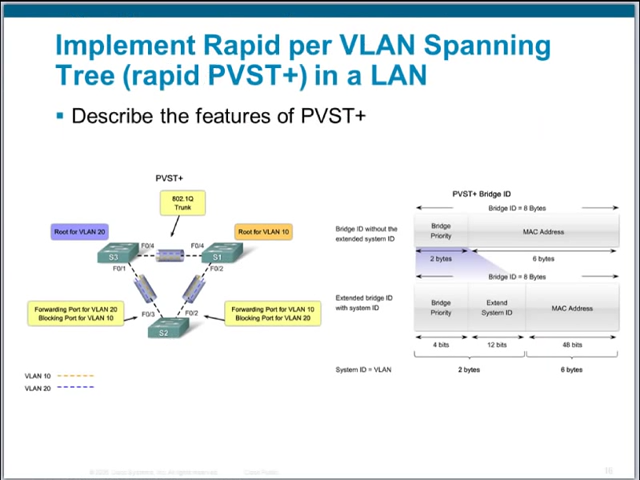 Implement Rapid per VLAN Spanning
Tree (rapid PVST+) in a LAN
Describe the features of PVST+
PVST+
802.1Q
Trunk
Root for VLAN 20
Root for VLAN 10
S3
F0/4
F0/4
S1
F0/1
F0/2
Forwarding Port for VLAN 20
Blocking Port for VLAN 10
F0/3
F0/2
Forwarding Port for VLAN 10
Blocking Port for VLAN 20
S2
VLAN 10
VLAN 20
PVST+ Bridge ID
Bridge ID = 8 Bytes
Bridge ID without the
extended system ID
Bridge
Priority
MAC Address
2 bytes
6 bytes
Bridge ID = 8 Bytes
Extended bridge ID
with system ID
Bridge
Priority
Extend
System ID
MAC Address
4 bits
12 bits
48 bits
System ID = VLAN
2 bytes
6 bytes